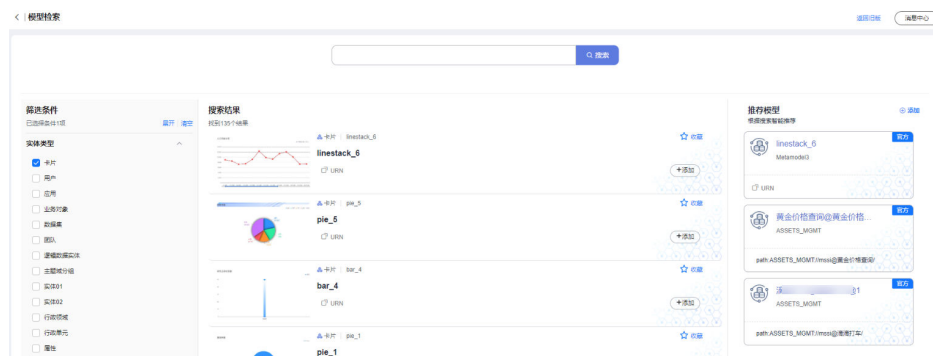 模型检索
返回旧版
消息中心
搜索
筛选条件
已选择条件1项
展开
清空
实体类型
卡片
用户
应用
业务对象
数据集
团队
逻辑数据实体
主题域分组
实体01
实体02
行政领域
行政单元
属性
搜索结果
找到135个结果
卡片 | linestack_6
收藏
linestack_6
URN
+添加
卡片 | pie_5
收藏
pie_5
URN
+添加
卡片 | bar_4
收藏
bar_4
URN
+添加
卡片 | pie_1
收藏
pie_1
推荐模型
添加
根据搜索智能推荐
官方
linestack_6
Metamodel3
URN
官方
黄金价格查询@黄金价格...
ASSETS_MGMT
path:ASSETS_MGMT//mssi@黄金价格查询/
官方
ASSETS_MGMT
path:ASSETS_MGMT//mssi@滴滴打车/